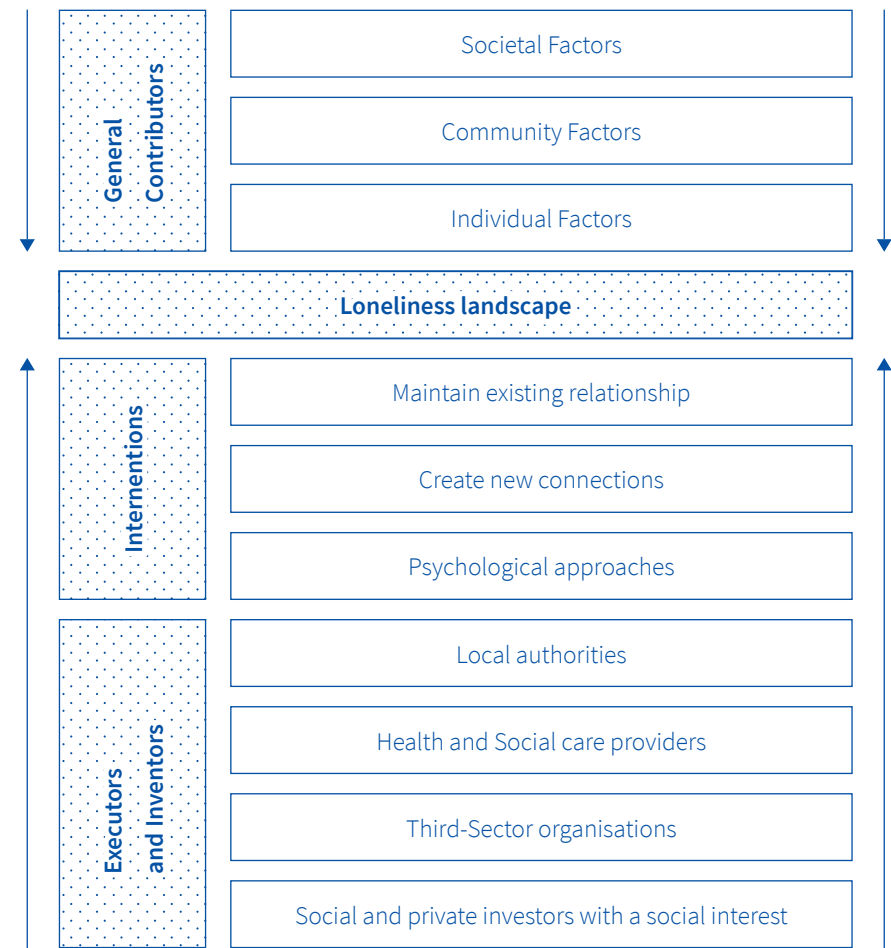 General
Contributors
Societal Factors
Community Factors
Individual Factors
Loneliness landscape
Internentions
Maintain existing relationship
Create new connections
Psychological approaches
Executors
and Inventors
Local authorities
Health and Social care providers
Third-Sector organisations
Social and private investors with a social interest